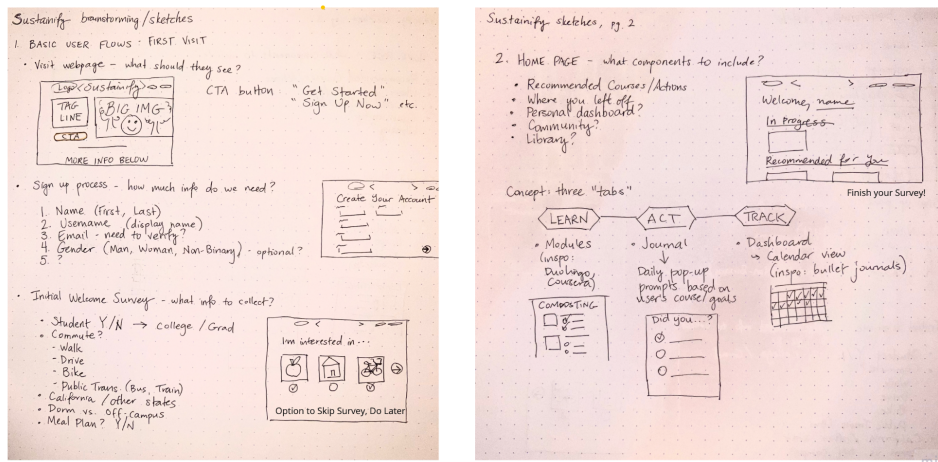 Sustainify brainstorming/sketches
1. BASIC USER FLOWS - FIRST VISIT
• Visit webpage - what should they see?
Logo <Sustainify>
TAG LINE
BIG IMG
CTA
MORE INFO BELOW
CTA button "Get Started"
"Sign Up Now" etc.
• Sign up process - how much info do we need?
1. Name (First, Last)
2. Username (display name)
3. Email - need to verify?
4. Gender (Man, Woman, Non-Binary) - optional?
5. ?
Create Your Account
• Initial Welcome Survey - what info to collect?
• Student Y/N → college / Grad
• Commute?
- Walk
- Drive
- Bike
- Public Trans. (Bus, Train)
• California / other states
• Dorm vs. Off-Campus
• Meal Plan? Y/N
I'm interested in...
Option to Skip Survey, Do Later
Sustainify sketches, pg. 2
2. HOME PAGE - what components to include?
• Recommended Courses/Actions
• Where you left off
• Personal dashboard?
• Community?
• Library?
Welcome, name
In Progress
Recommended for You
Finish your Survey!
Concept: three "tabs"
LEARN
ACT
TRACK
• Modules
(inspo:
Duolingo,
Coursera)
COMPOSTING
• Journal
↓
Daily pop-up
prompts based on
user's course/goals
Did you...?
• Dashboard
↳ Calendar view
(inspo: bullet journals)